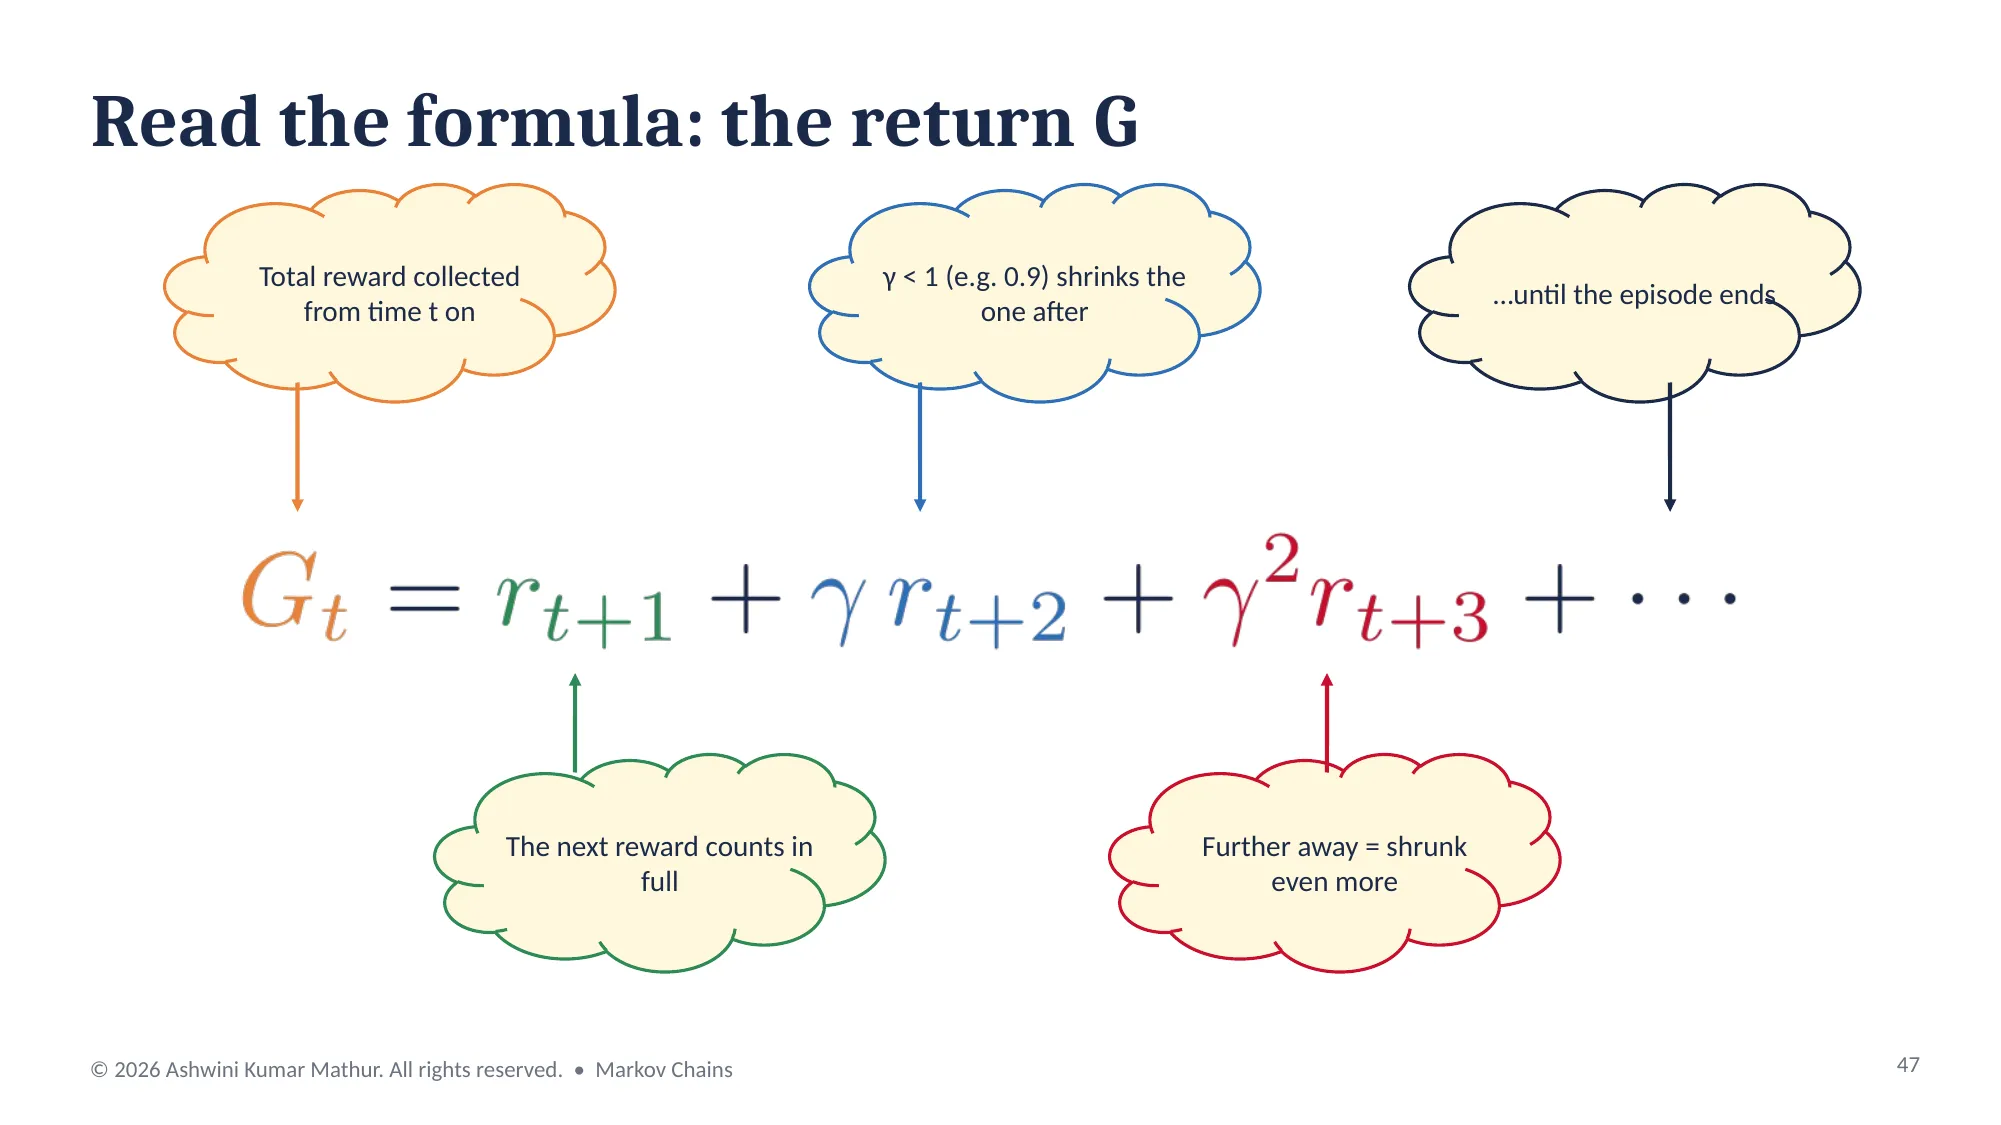 Read the formula: the return G
Total reward collected
from time t on
γ < 1 (e.g. 0.9) shrinks the
one after
...until the episode ends
G_t = r_{t+1} + γ r_{t+2} + γ^2 r_{t+3} + ···
The next reward counts in
full
Further away = shrunk
even more
© 2026 Ashwini Kumar Mathur. All rights reserved. • Markov Chains
47